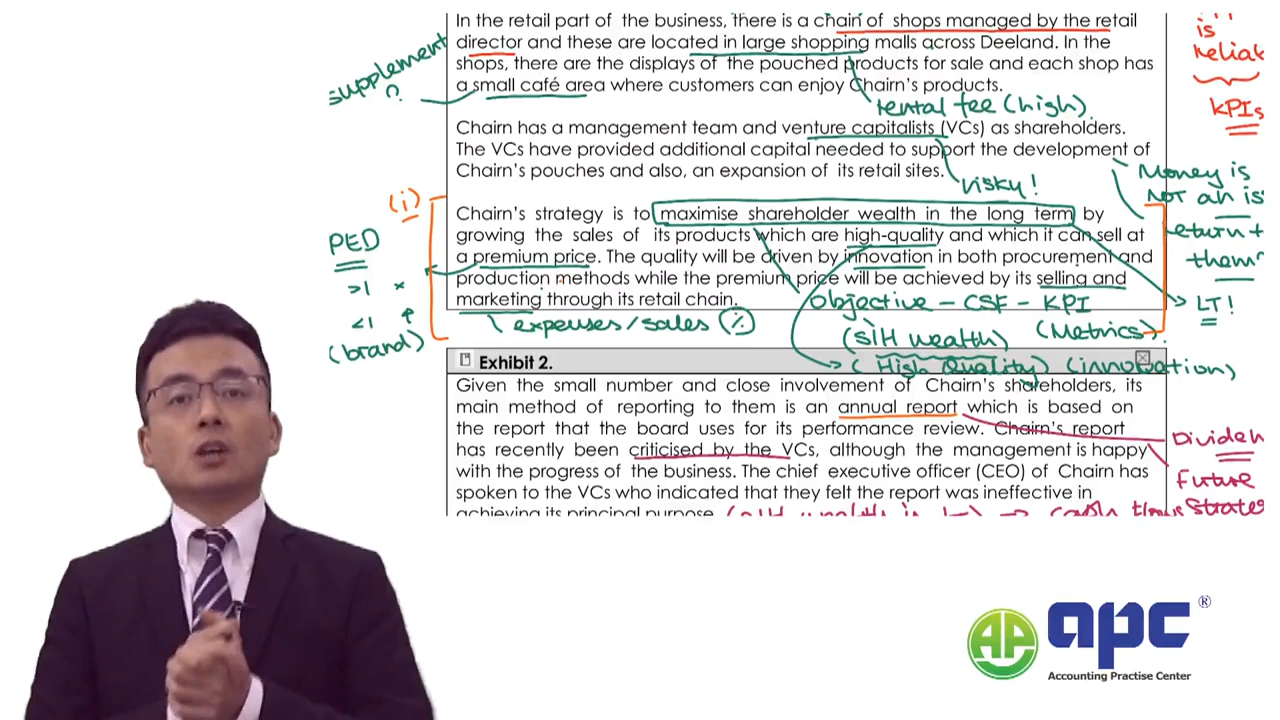 In the retail part of the business, there is a chain of shops managed by the retail
director and these are located in large shopping malls across Deeland. In the
shops, there are the displays of the pouched products for sale and each shop has
a small café area where customers can enjoy Chairn's products.
supplement
?
rental fee (high)
is
KPIs
Chairn has a management team and venture capitalists (VCs) as shareholders.
The VCs have provided additional capital needed to support the development of
Chairn's pouches and also, an expansion of its retail sites.
risky!
Money is
NOT an
(i)
Chairn's strategy is to maximise shareholder wealth in the long term by
growing the sales of its products which are high-quality and which it can sell at
a premium price. The quality will be driven by innovation in both procurement and
production methods while the premium price will be achieved by its selling and
marketing through its retail chain.
PED
>1 ×
<1 ↑
(brand)
expenses/sales (%)
Objective - CSF - KPI
(S/H wealth) (Metrics).
(High Quality) (innovation)
LT!
Exhibit 2.
Given the small number and close involvement of Chairn's shareholders, its
main method of reporting to them is an annual report which is based on
the report that the board uses for its performance review. Chairn's report
has recently been criticised by the VCs, although the management is happy
with the progress of the business. The chief executive officer (CEO) of Chairn has
spoken to the VCs who indicated that they felt the report was ineffective in
achieving its principal purpose
Future
apc®
Accounting Practise Center